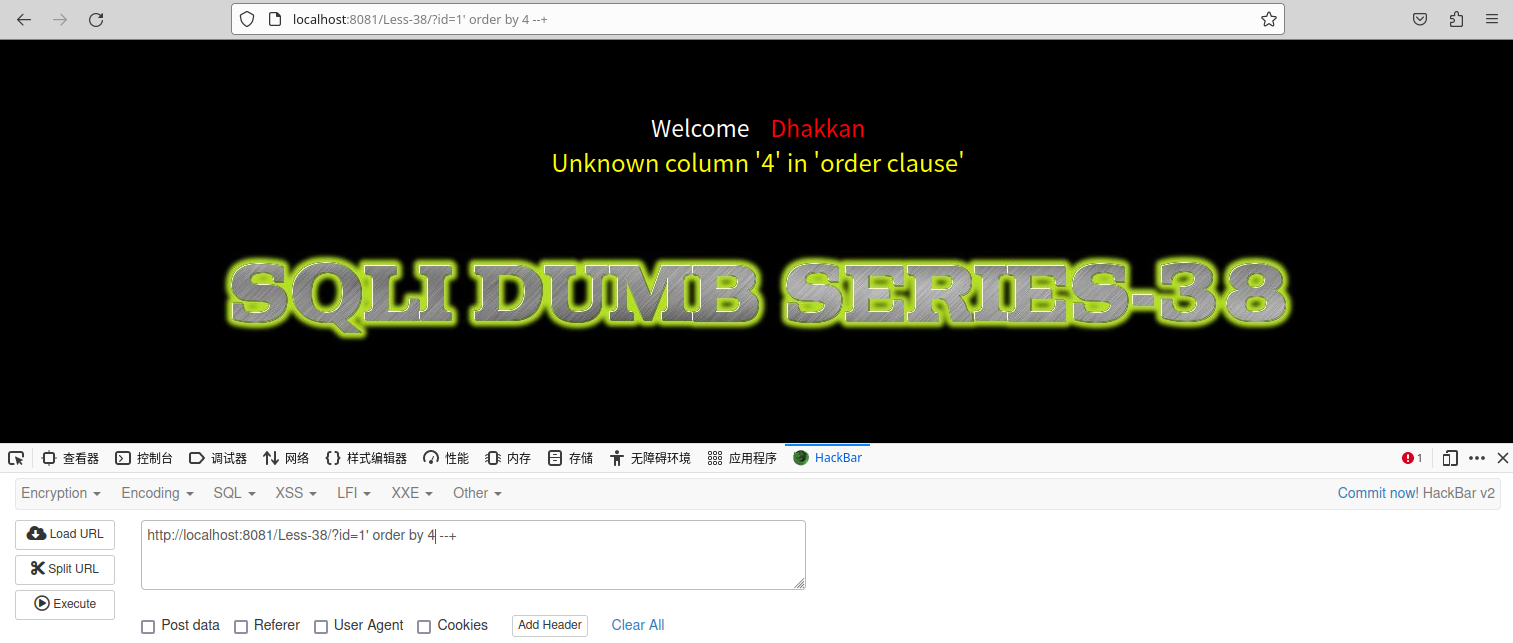 localhost:8081/Less-38/?id=1' order by 4 --+
Welcome Dhakkan
Unknown column '4' in 'order clause'
SQLI DUMB SERIES-38
查看器 控制台 调试器 网络 样式编辑器 性能 内存 存储 无障碍环境 应用程序 HackBar 1
Encryption Encoding SQL XSS LFI XXE Other Commit now! HackBar v2
Load URL http://localhost:8081/Less-38/?id=1' order by 4 --+
Split URL
Execute
Post data Referer User Agent Cookies Add Header Clear All